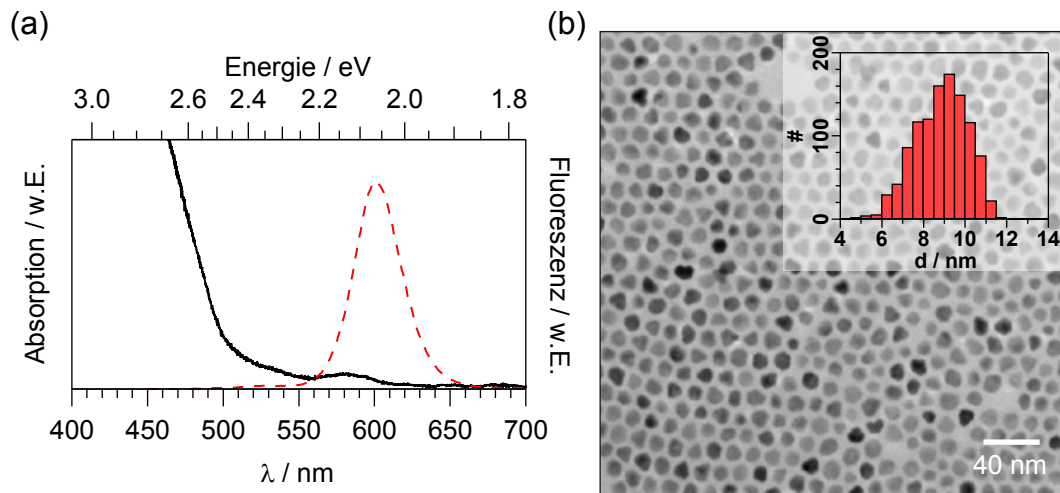 (a)
Energie / eV
3.0 2.6 2.4 2.2 2.0 1.8
Absorption / w.E.
Fluoreszenz / w.E.
400 450 500 550 600 650 700
λ / nm
(b)
200
100
0
#
4 6 8 10 12 14
d / nm
40 nm